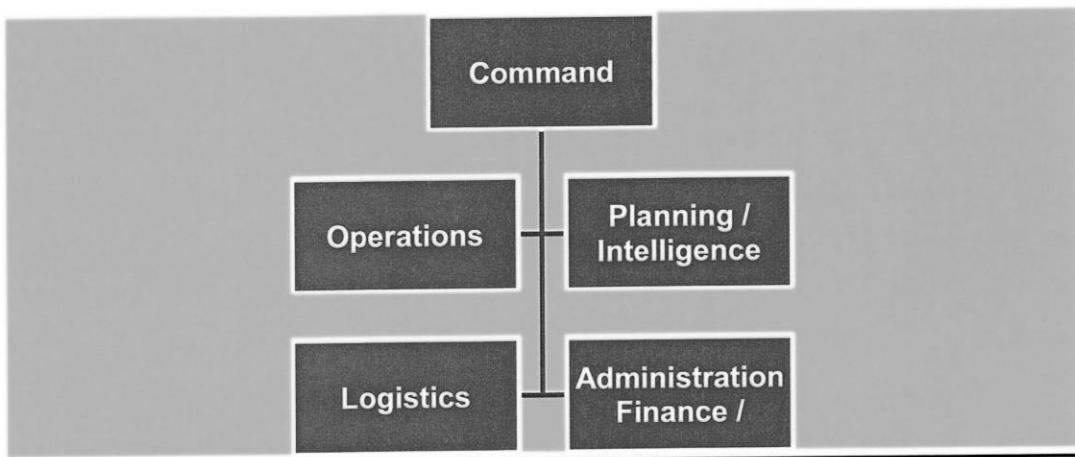 Command
Operations
Planning /
Intelligence
Logistics
Administration
Finance /